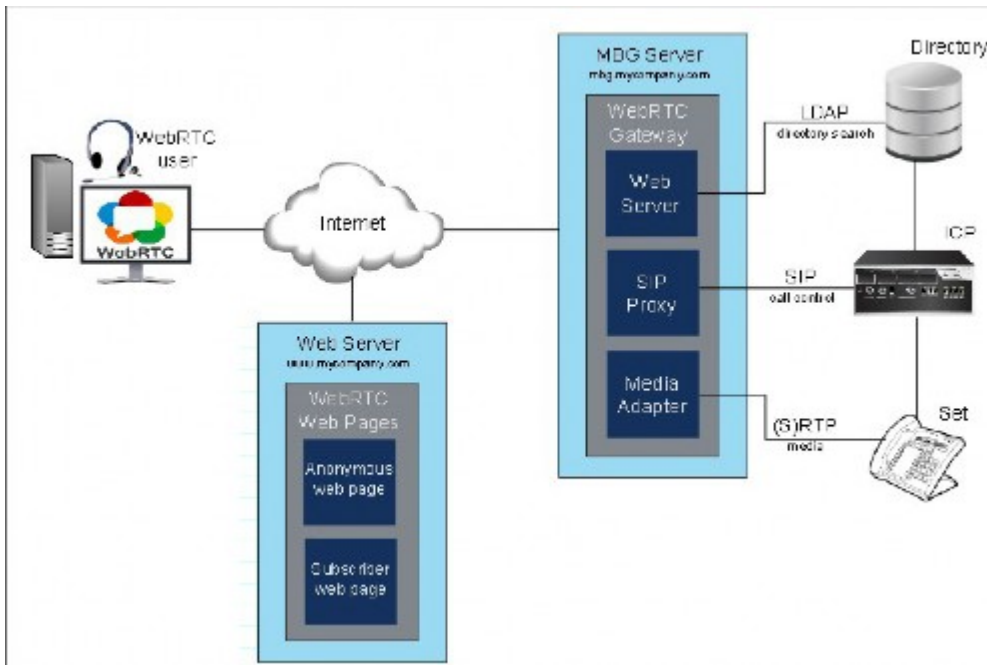 WebRTC
user
WebRTC
Internet
Web Server
www.mycompany.com
WebRTC
Web Pages
Anonymous
web page
Subscriber
web page
MBG Server
mbg.mycompany.com
WebRTC
Gateway
Web
Server
SIP
Proxy
Media
Adapter
LDAP
directory search
SIP
call control
(S)RTP
media
Directory
ICP
Set